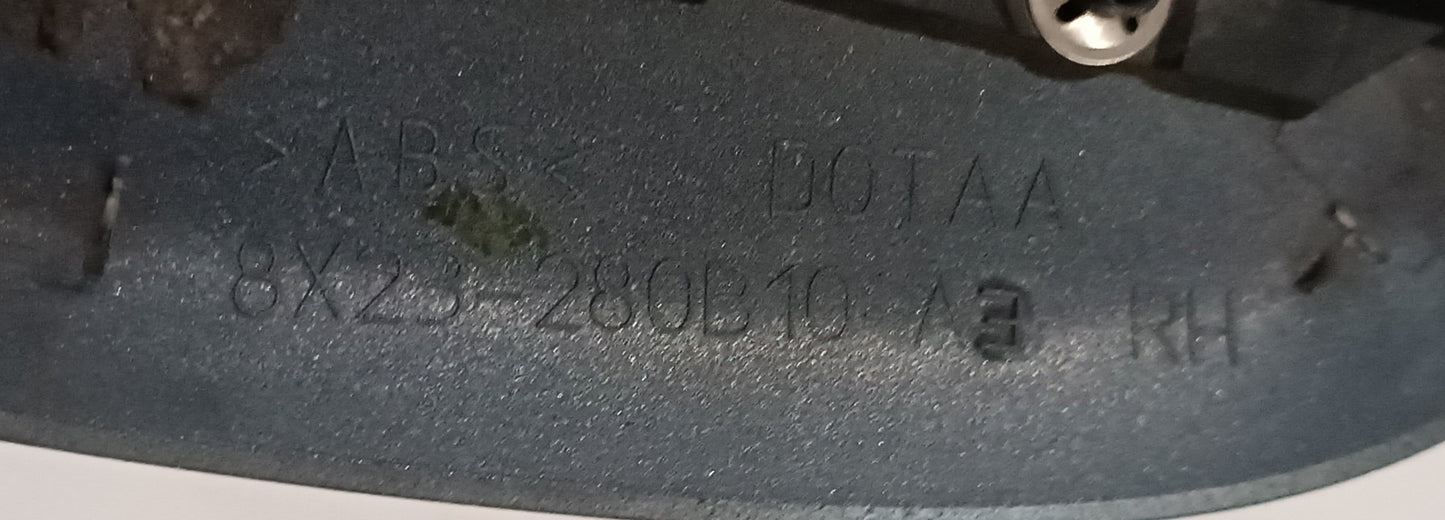 >ABS< DOTAA
8X23-280B10-A RH